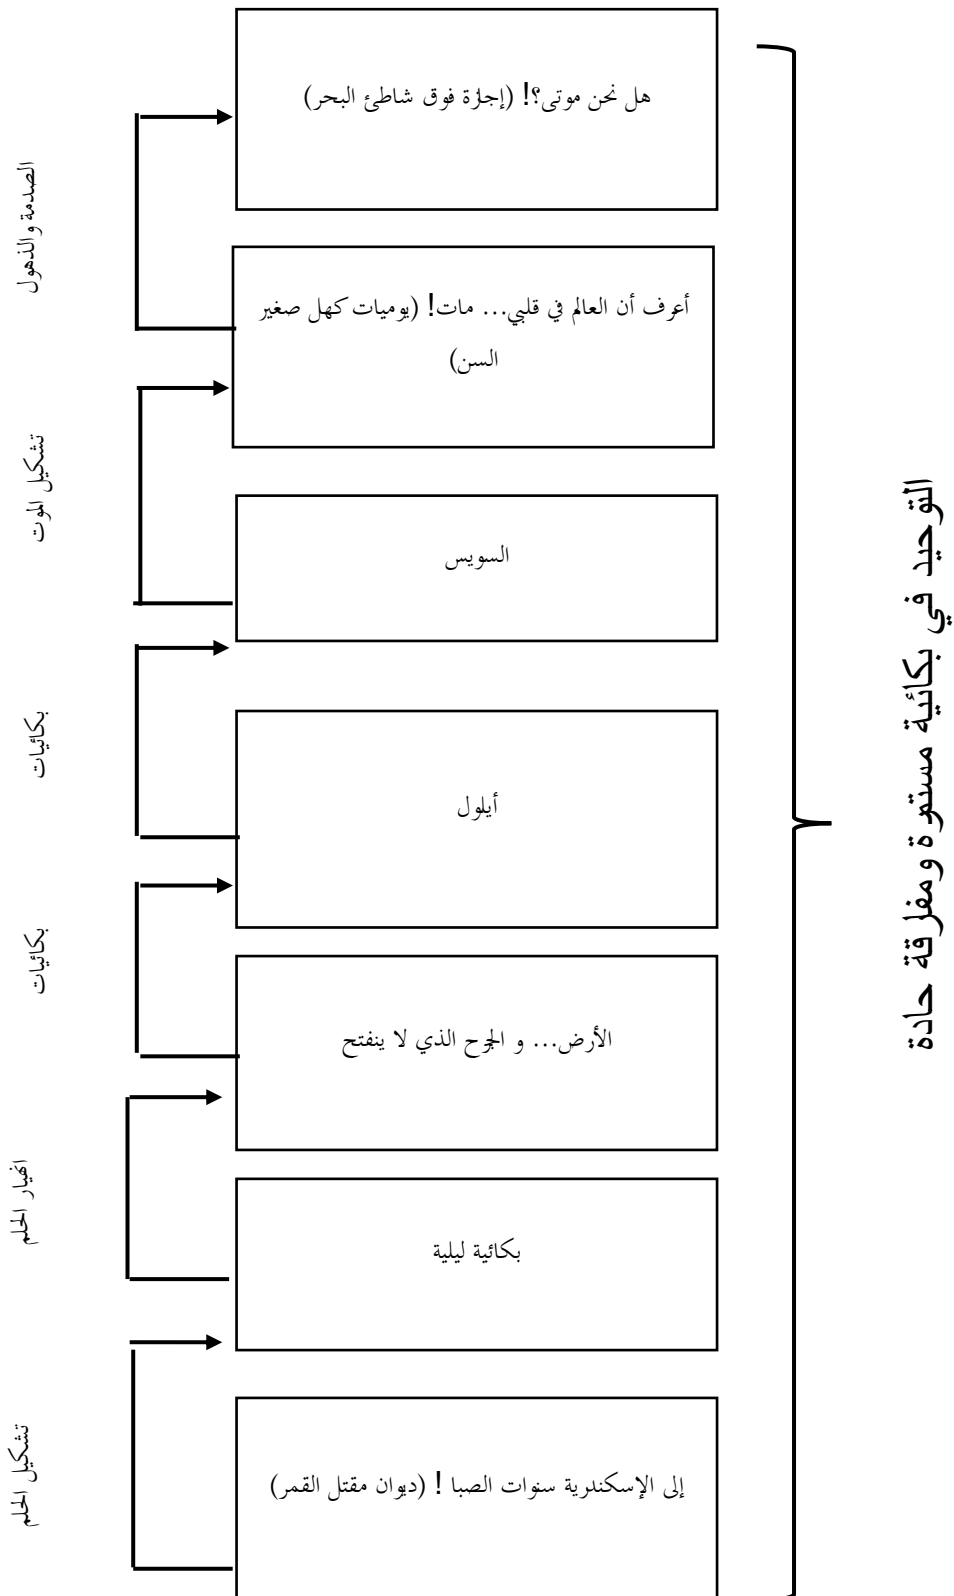 هل نحن موتى؟! (إجازة فوق شاطئ البحر)
الصدمة والذهول
أعرف أن العالم في قلبي... مات! (يوميات كهل صغير
السن)
تشكيل الموت
السويس
بكائيات
أيلول
بكائيات
الأرض... و الجرح الذي لا ينفتح
انهيار الحلم
بكائية ليلية
تشكيل الحلم
إلى الإسكندرية سنوات الصبا ! (ديوان مقتل القمر)
التوحيد في بكائية مستمرة ومفارقة حادة